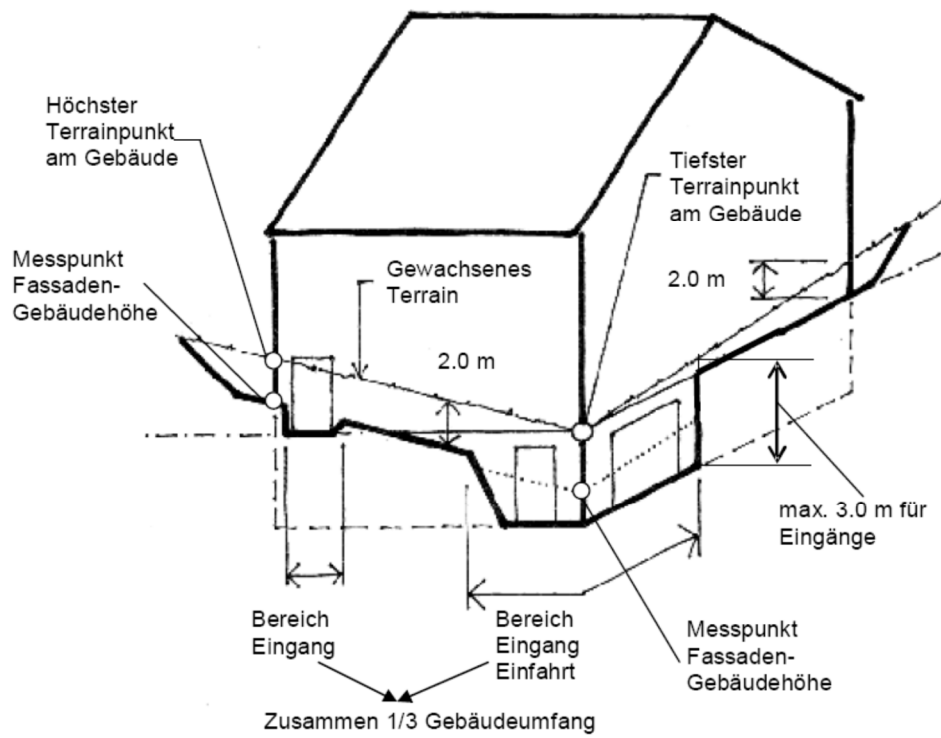 Höchster
Terrainpunkt
am Gebäude
Tiefster
Terrainpunkt
am Gebäude
Messpunkt
Fassaden-
Gebäudehöhe
Gewachsenes
Terrain
2.0 m
2.0 m
max. 3.0 m für
Eingänge
Bereich
Eingang
Bereich
Eingang
Einfahrt
Messpunkt
Fassaden-
Gebäudehöhe
Zusammen 1/3 Gebäudeumfang